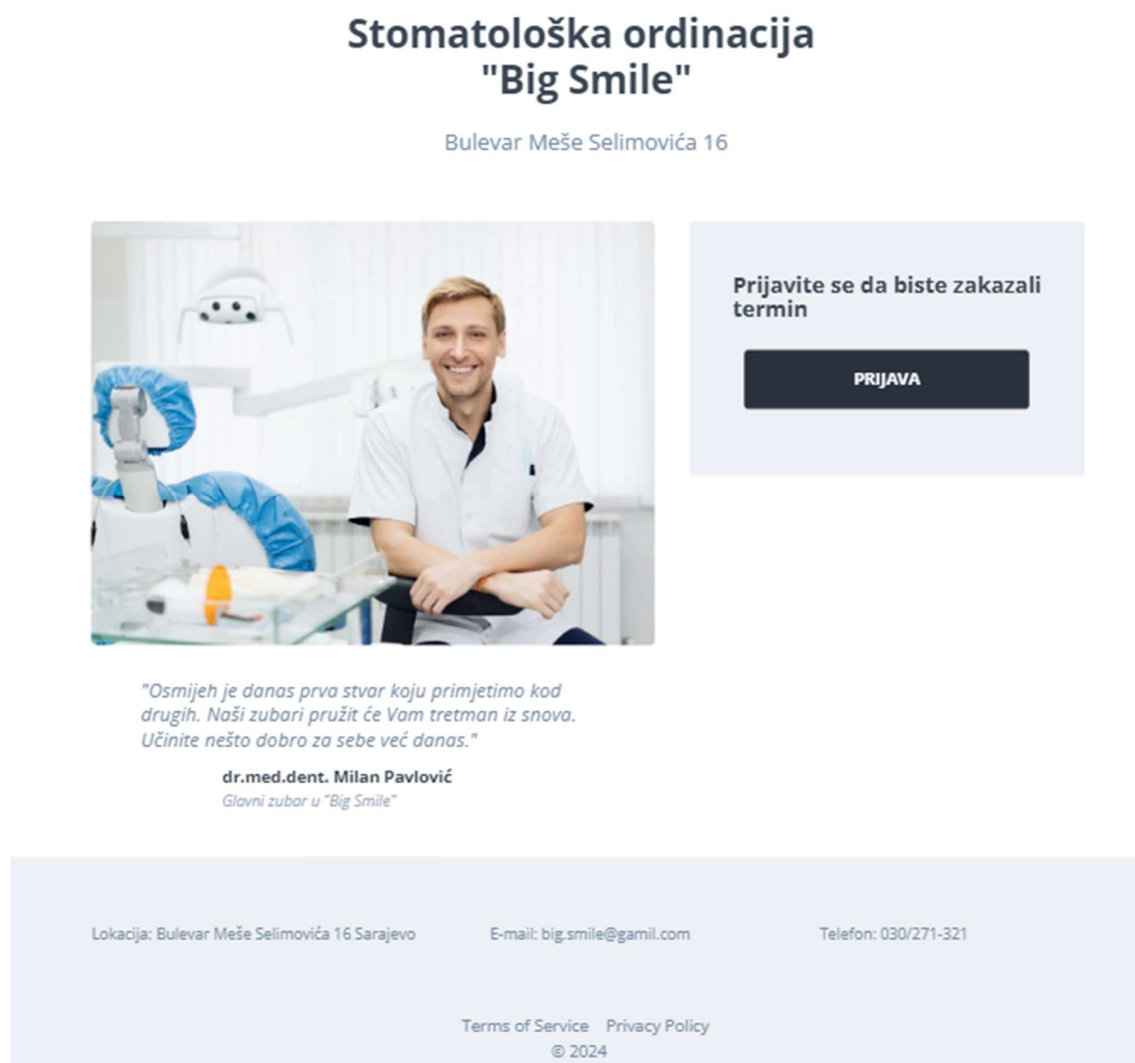 Stomatološka ordinacija
"Big Smile"
Bulevar Meše Selimovića 16
Prijavite se da biste zakazali
termin
PRIJAVA
"Osmijeh je danas prva stvar koju primjetimo kod
drugih. Naši zubari pružit će Vam tretman iz snova.
Učinite nešto dobro za sebe već danas."
dr.med.dent. Milan Pavlović
Glavni zubar u "Big Smile"
Lokacija: Bulevar Meše Selimovića 16 Sarajevo
E-mail: big.smile@gamil.com
Telefon: 030/271-321
Terms of Service Privacy Policy
© 2024